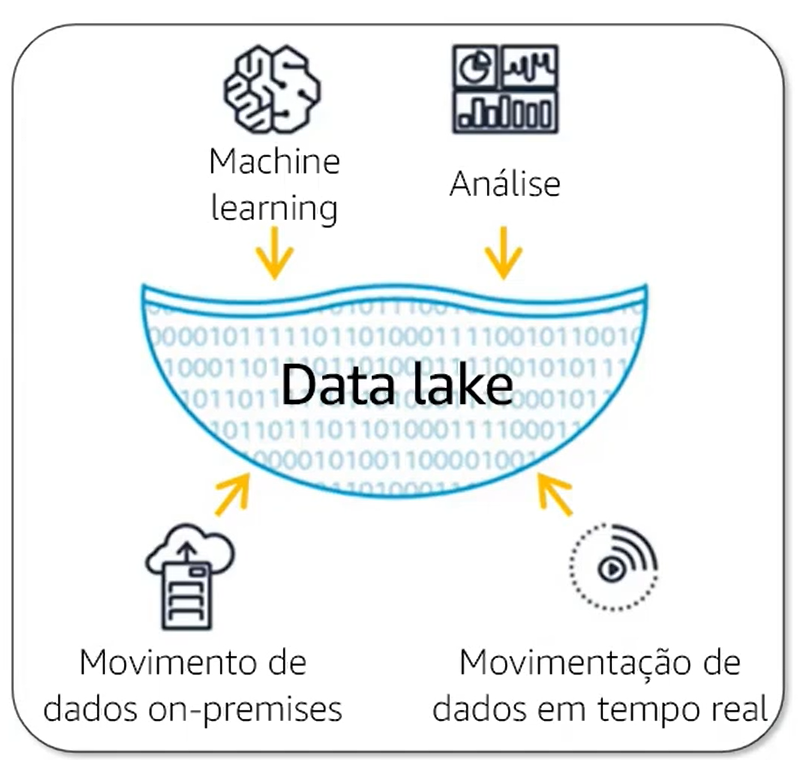 Machine
learning
Análise
Data lake
Movimento de
dados on-premises
Movimentação de
dados em tempo real